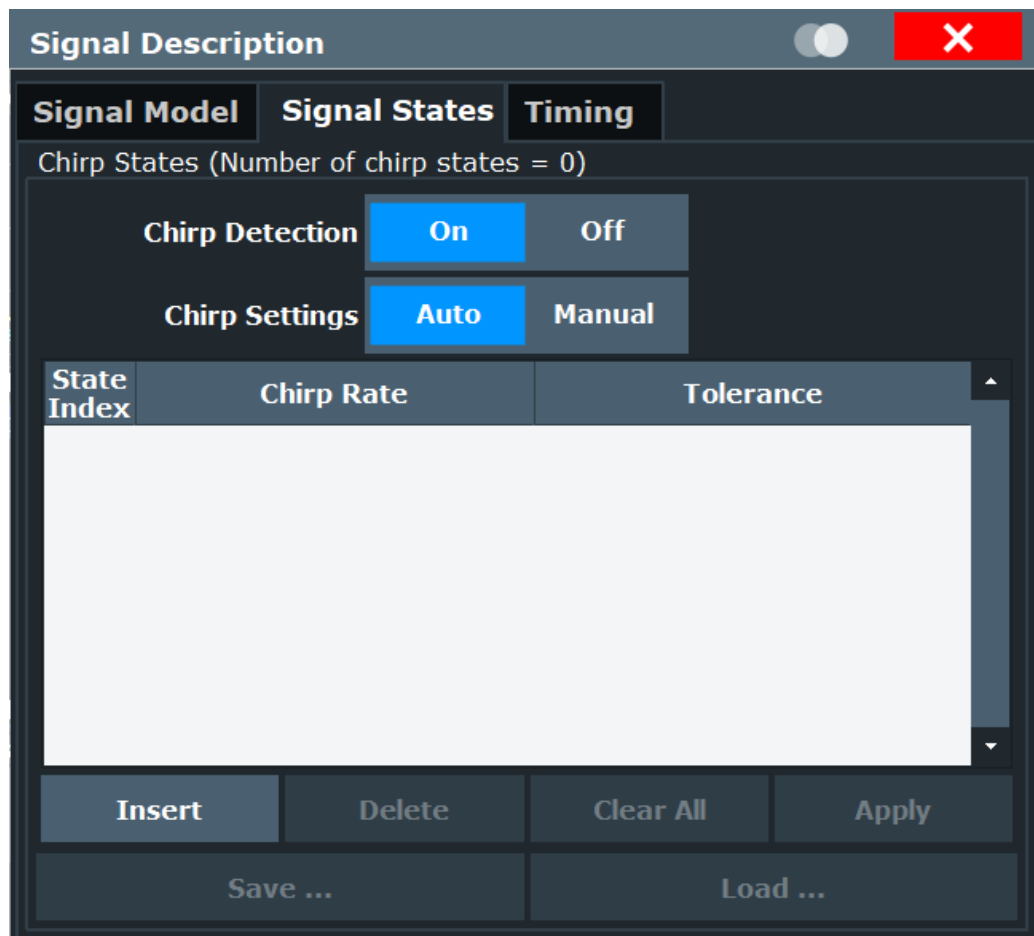 Signal Description
Signal Model Signal States Timing
Chirp States (Number of chirp states = 0)
Chirp Detection On Off
Chirp Settings Auto Manual
State Index Chirp Rate Tolerance
Insert Delete Clear All Apply
Save ... Load ...